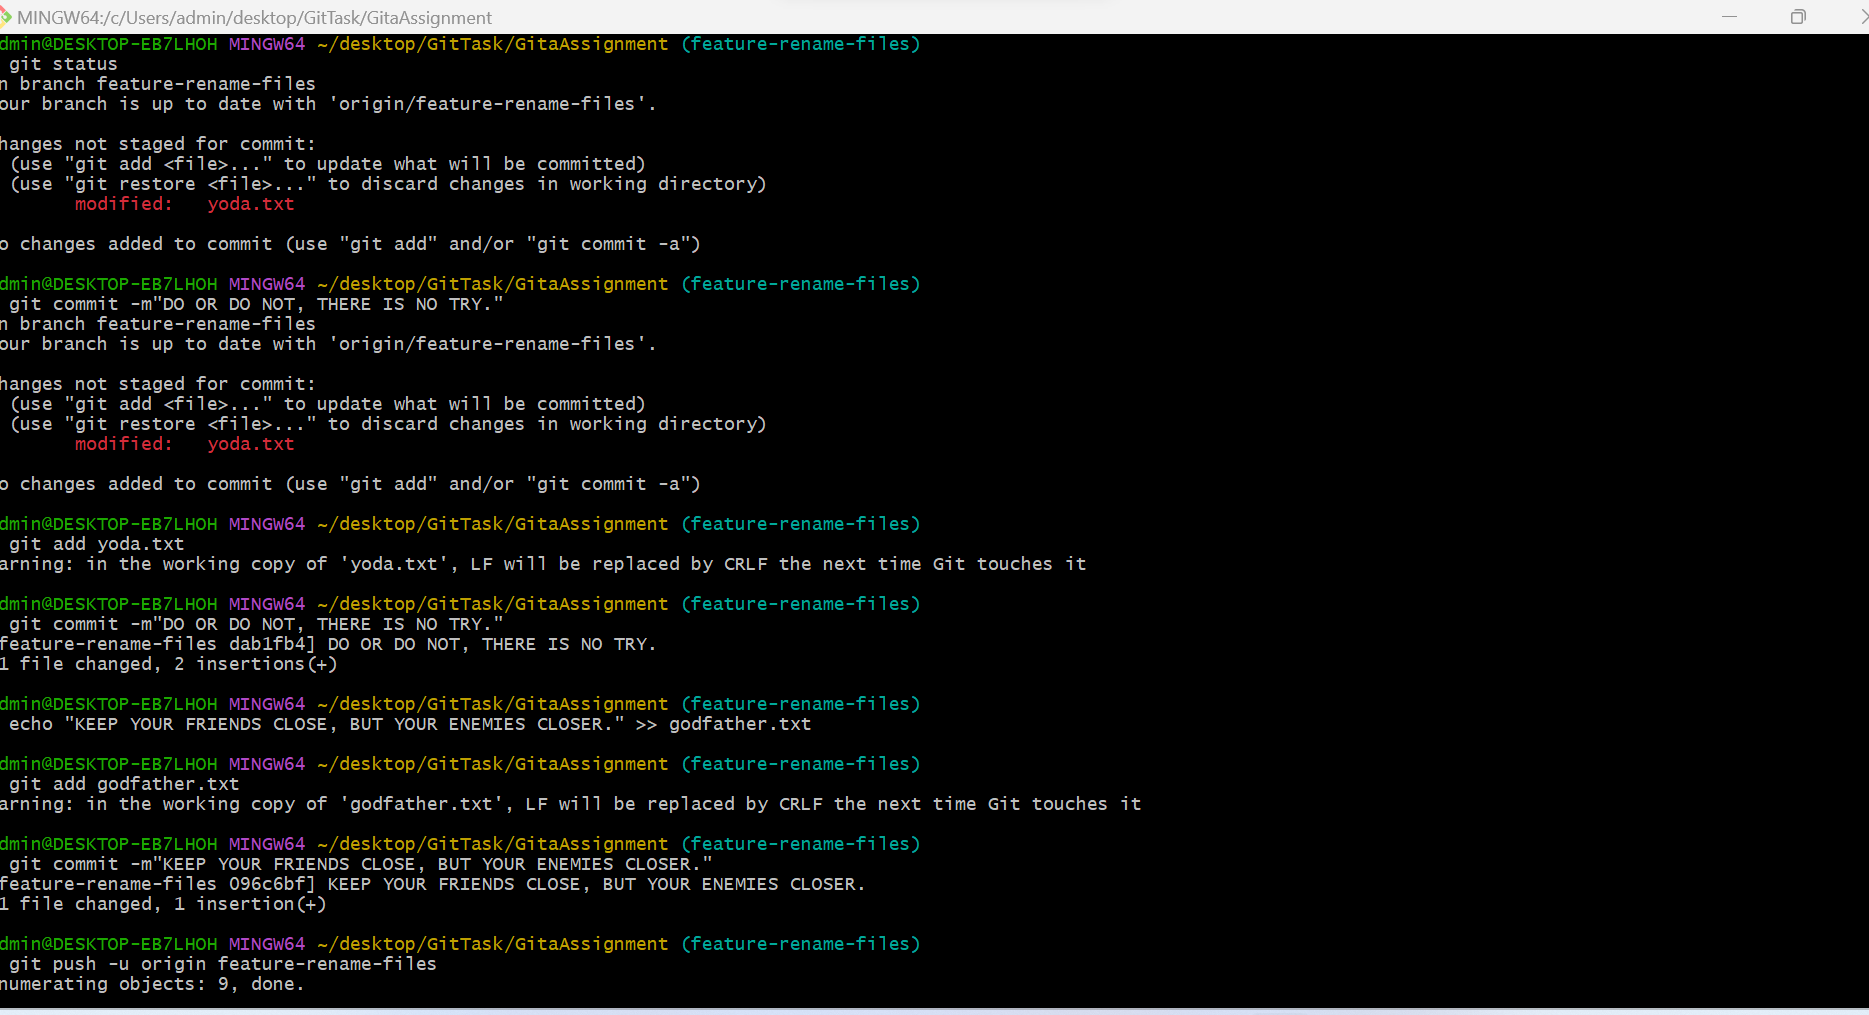 MINGW64:/c/Users/admin/desktop/GitTask/GitaAssignment
dmin@DESKTOP-EB7LHOH MINGW64 ~/desktop/GitTask/GitaAssignment (feature-rename-files)
git status
n branch feature-rename-files
our branch is up to date with 'origin/feature-rename-files'.
hanges not staged for commit:
(use "git add <file>..." to update what will be committed)
(use "git restore <file>..." to discard changes in working directory)
modified: yoda.txt
o changes added to commit (use "git add" and/or "git commit -a")
dmin@DESKTOP-EB7LHOH MINGW64 ~/desktop/GitTask/GitaAssignment (feature-rename-files)
git commit -m"DO OR DO NOT, THERE IS NO TRY."
n branch feature-rename-files
our branch is up to date with 'origin/feature-rename-files'.
hanges not staged for commit:
(use "git add <file>..." to update what will be committed)
(use "git restore <file>..." to discard changes in working directory)
modified: yoda.txt
o changes added to commit (use "git add" and/or "git commit -a")
dmin@DESKTOP-EB7LHOH MINGW64 ~/desktop/GitTask/GitaAssignment (feature-rename-files)
git add yoda.txt
arning: in the working copy of 'yoda.txt', LF will be replaced by CRLF the next time Git touches it
dmin@DESKTOP-EB7LHOH MINGW64 ~/desktop/GitTask/GitaAssignment (feature-rename-files)
git commit -m"DO OR DO NOT, THERE IS NO TRY."
feature-rename-files dab1fb4] DO OR DO NOT, THERE IS NO TRY.
1 file changed, 2 insertions(+)
dmin@DESKTOP-EB7LHOH MINGW64 ~/desktop/GitTask/GitaAssignment (feature-rename-files)
echo "KEEP YOUR FRIENDS CLOSE, BUT YOUR ENEMIES CLOSER." >> godfather.txt
dmin@DESKTOP-EB7LHOH MINGW64 ~/desktop/GitTask/GitaAssignment (feature-rename-files)
git add godfather.txt
arning: in the working copy of 'godfather.txt', LF will be replaced by CRLF the next time Git touches it
dmin@DESKTOP-EB7LHOH MINGW64 ~/desktop/GitTask/GitaAssignment (feature-rename-files)
git commit -m"KEEP YOUR FRIENDS CLOSE, BUT YOUR ENEMIES CLOSER."
feature-rename-files 096c6bf] KEEP YOUR FRIENDS CLOSE, BUT YOUR ENEMIES CLOSER.
1 file changed, 1 insertion(+)
dmin@DESKTOP-EB7LHOH MINGW64 ~/desktop/GitTask/GitaAssignment (feature-rename-files)
git push -u origin feature-rename-files
numerating objects: 9, done.